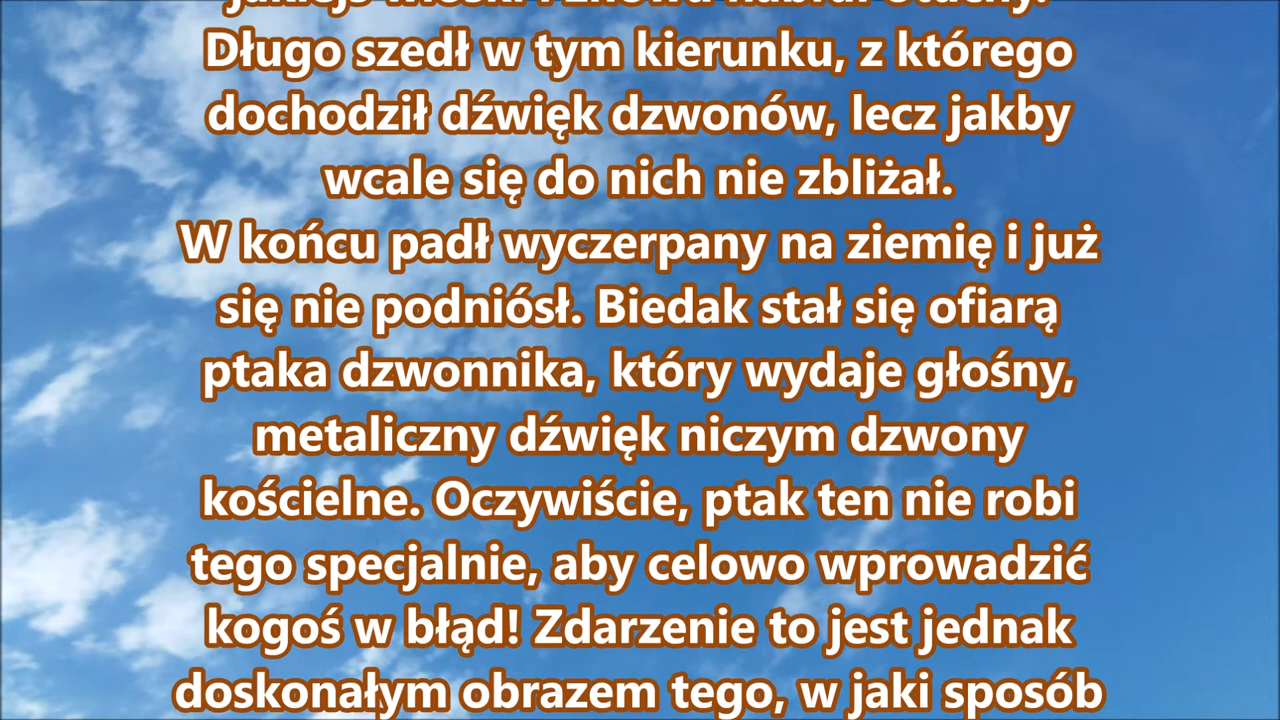 Długo szedł w tym kierunku, z którego
dochodził dźwięk dzwonów, lecz jakby
wcale się do nich nie zbliżał.
W końcu padł wyczerpany na ziemię i już
się nie podniósł. Biedak stał się ofiarą
ptaka dzwonnika, który wydaje głośny,
metaliczny dźwięk niczym dzwony
kościelne. Oczywiście, ptak ten nie robi
tego specjalnie, aby celowo wprowadzić
kogoś w błąd! Zdarzenie to jest jednak
doskonałym obrazem tego, w jaki sposób